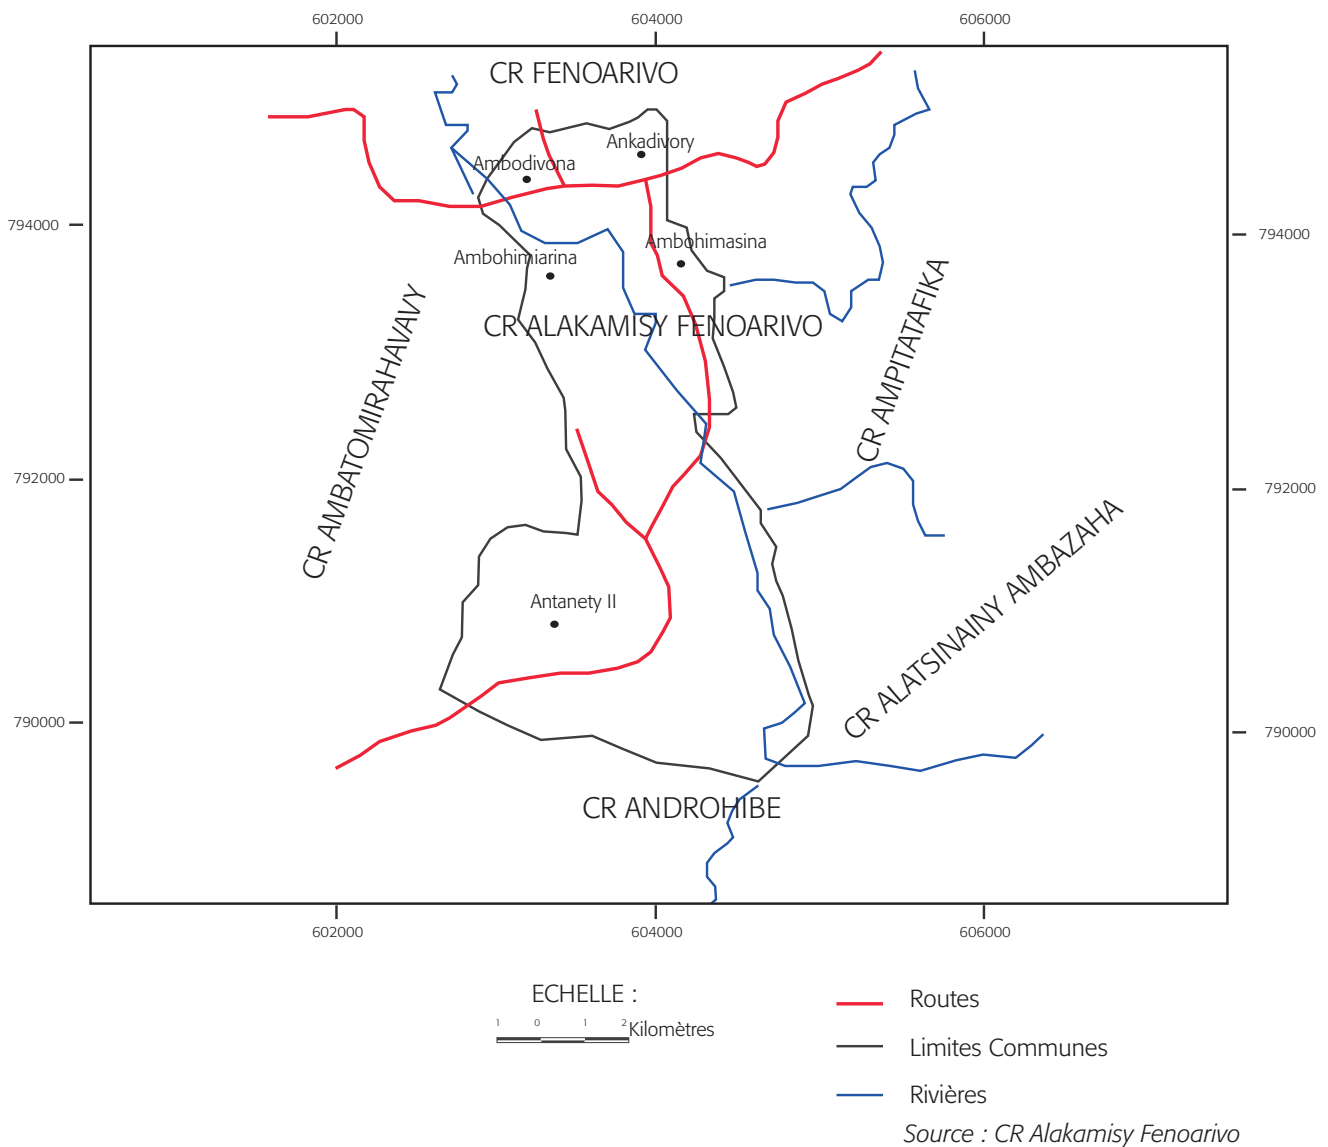 602000
604000
606000
CR FENOARIVO
Ankadivory
Ambodivona
794000
794000
Ambohimasina
Ambohimiarina
CR AMBATOMIRAHAVAVY
CR ALAKAMISY FENOARIVO
CR AMPITATAFIKA
792000
792000
CR ALATSINAINY AMBAZAHA
Antanety II
790000
790000
CR ANDROHIBE
602000
604000
606000
ECHELLE :
1 0 1 2 Kilomètres
Routes
Limites Communes
Rivières
Source : CR Alakamisy Fenoarivo